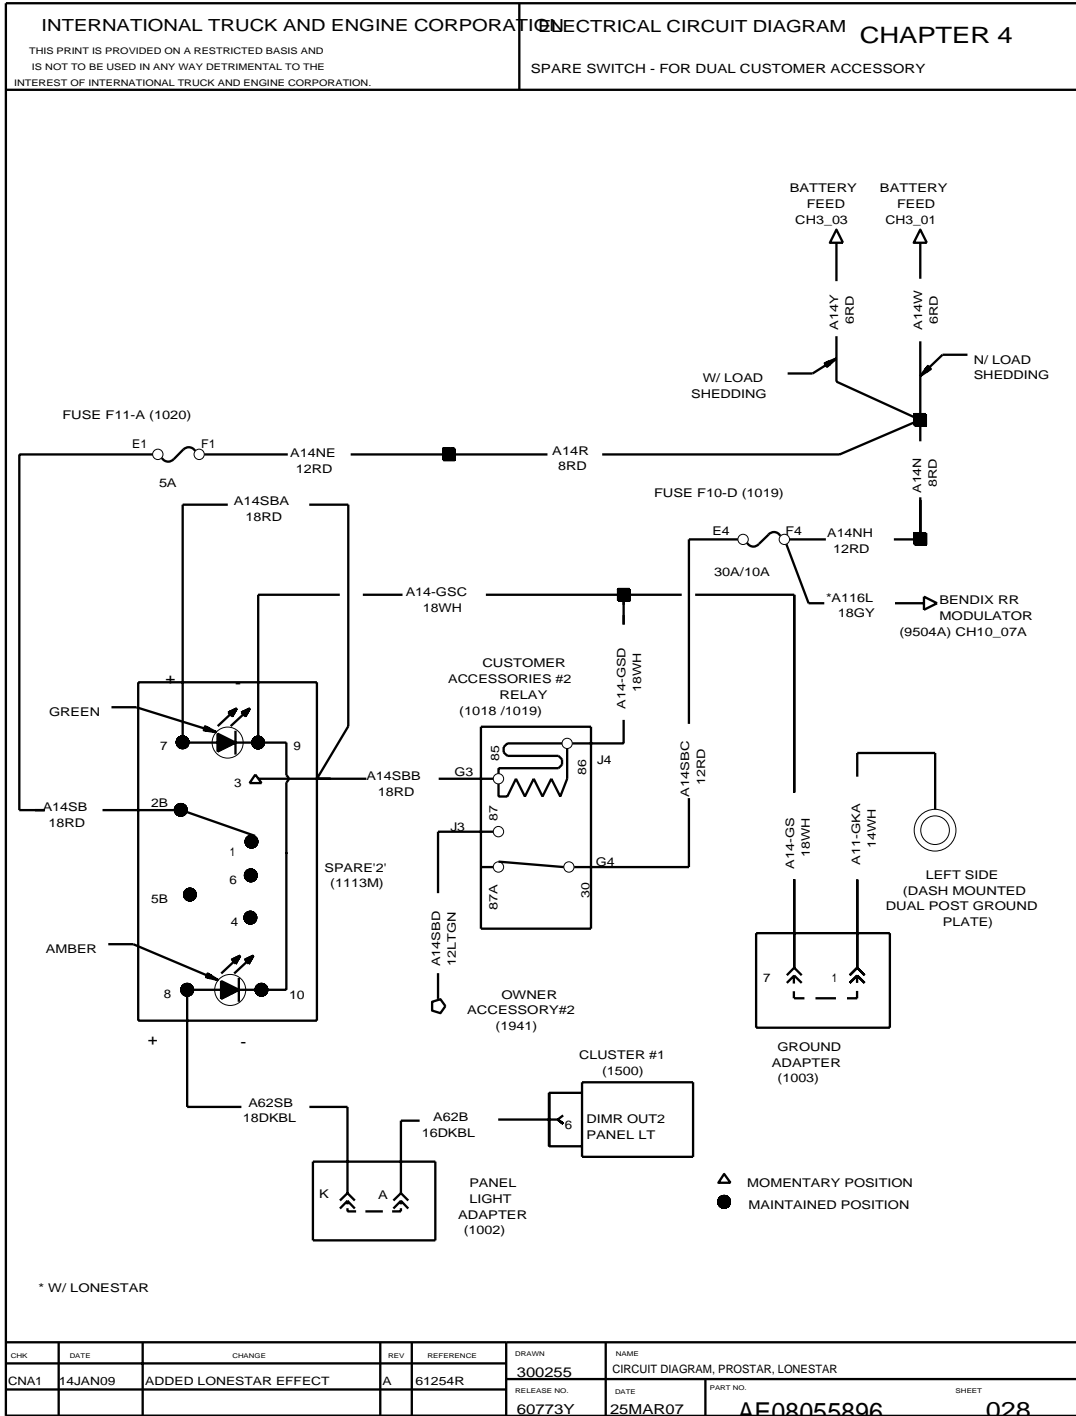 INTERNATIONAL TRUCK AND ENGINE CORPORATION
THIS PRINT IS PROVIDED ON A RESTRICTED BASIS AND
IS NOT TO BE USED IN ANY WAY DETRIMENTAL TO THE
INTEREST OF INTERNATIONAL TRUCK AND ENGINE CORPORATION.
ELECTRICAL CIRCUIT DIAGRAM
CHAPTER 4
SPARE SWITCH - FOR DUAL CUSTOMER ACCESSORY
BATTERY
FEED
CH3_03
BATTERY
FEED
CH3_01
A14Y
6RD
A14W
6RD
W/ LOAD
SHEDDING
N/ LOAD
SHEDDING
FUSE F11-A (1020)
E1
F1
5A
A14NE
12RD
A14R
8RD
A14N
8RD
A14SBA
18RD
FUSE F10-D (1019)
E4
F4
30A/10A
A14NH
12RD
*A116L
18GY
BENDIX RR
MODULATOR
(9504A) CH10_07A
A14-GSC
18WH
A14-GSD
18WH
CUSTOMER
ACCESSORIES #2
RELAY
(1018 /1019)
+
-
GREEN
7
9
3
A14SBB
18RD
G3
85
86
J4
A14SBC
12RD
A14SB
18RD
2B
1
6
5B
4
SPARE'2'
(1113M)
87
J3
87A
30
G4
A14SBD
12LTGN
A14-GS
18WH
A11-GKA
14WH
LEFT SIDE
(DASH MOUNTED
DUAL POST GROUND
PLATE)
AMBER
8
10
+
-
OWNER
ACCESSORY#2
(1941)
7
1
GROUND
ADAPTER
(1003)
CLUSTER #1
(1500)
6
DIMR OUT2
PANEL LT
A62SB
18DKBL
A62B
16DKBL
K
A
PANEL
LIGHT
ADAPTER
(1002)
MOMENTARY POSITION
MAINTAINED POSITION
* W/ LONESTAR
CHK
DATE
CHANGE
REV
REFERENCE
CNA1
14JAN09
ADDED LONESTAR EFFECT
A
61254R
DRAWN
300255
NAME
CIRCUIT DIAGRAM, PROSTAR, LONESTAR
RELEASE NO.
60773Y
DATE
25MAR07
PART NO.
AE08055896
SHEET
028